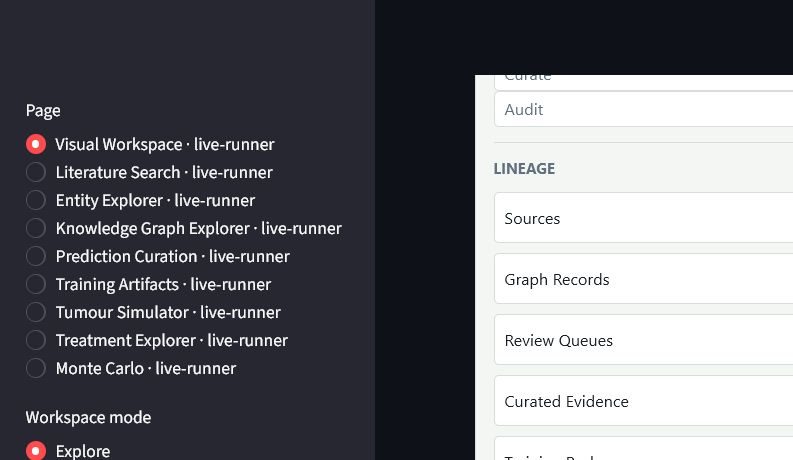 Page
Visual Workspace · live-runner
Literature Search · live-runner
Entity Explorer · live-runner
Knowledge Graph Explorer · live-runner
Prediction Curation · live-runner
Training Artifacts · live-runner
Tumour Simulator · live-runner
Treatment Explorer · live-runner
Monte Carlo · live-runner
Workspace mode
Explore
Curate
Audit
LINEAGE
Sources
Graph Records
Review Queues
Curated Evidence